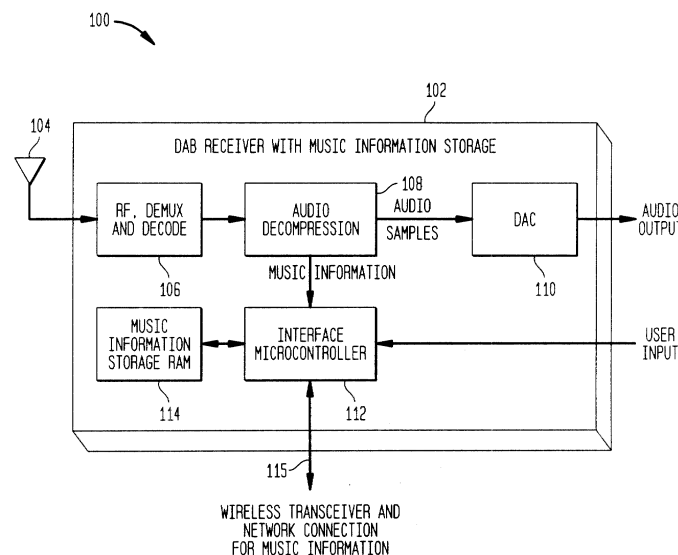 100
102
104
DAB RECEIVER WITH MUSIC INFORMATION STORAGE
RF, DEMUX
AND DECODE
106
AUDIO
DECOMPRESSION
108
AUDIO
SAMPLES
DAC
110
AUDIO
OUTPUT
MUSIC INFORMATION
MUSIC
INFORMATION
STORAGE RAM
114
INTERFACE
MICROCONTROLLER
112
USER
INPUT
115
WIRELESS TRANSCEIVER AND
NETWORK CONNECTION
FOR MUSIC INFORMATION